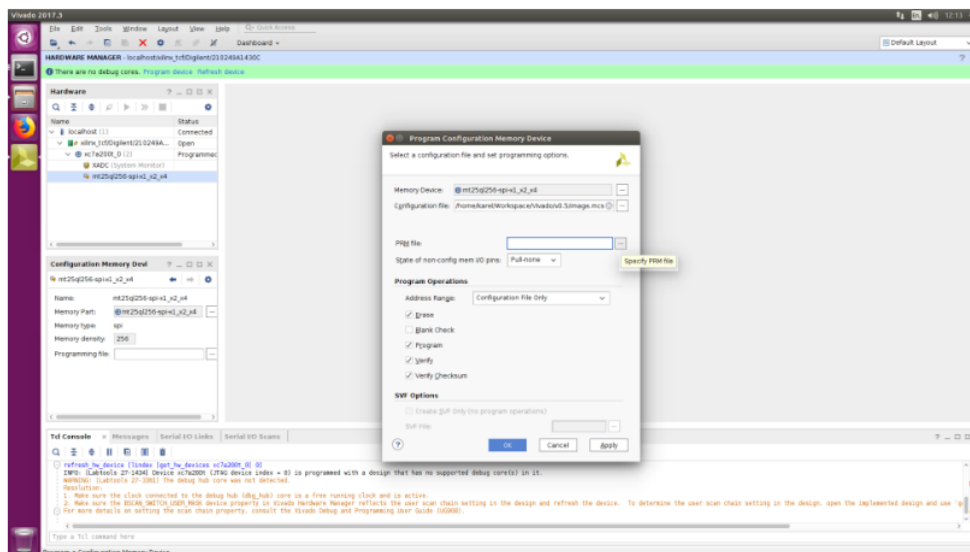 Vivado 2017.3
En
12:13
File Edit Tools Window Layout View Help Quick Access
Dashboard
Default Layout
HARDWARE MANAGER - localhost/xilinx_tcf/Digilent/210249A1430C
There are no debug cores. Program device Refresh device
Hardware
Name Status
localhost (1) Connected
xilinx_tcf/Digilent/210249A... Open
xc7a200t_0 (2) Programmed
XADC (System Monitor)
mt25ql256-spi-x1_x2_x4
Configuration Memory Devi
mt25ql256-spi-x1_x2_x4
Name: mt25ql256-spi-x1_x2_x4
Memory Part: mt25ql256-spi-x1_x2_x4
Memory type: spi
Memory density: 256
Programming file:
Program Configuration Memory Device
Select a configuration file and set programming options.
Memory Device: mt25ql256-spi-x1_x2_x4
Configuration file: /home/karel/Workspace/Vivado/v0.5/image.mcs
PRM file:
Specify PRM file
State of non-config mem I/O pins: Pull-none
Program Operations
Address Range: Configuration File Only
Erase
Blank Check
Program
Verify
Verify Checksum
SVF Options
Create SVF Only (no program operations)
SVF File:
OK Cancel Apply
Tcl Console Messages Serial I/O Links Serial I/O Scans
refresh_hw_device [lindex [get_hw_devices xc7a200t_0] 0]
INFO: [Labtools 27-1434] Device xc7a200t (JTAG device index = 0) is programmed with a design that has no supported debug core(s) in it.
WARNING: [Labtools 27-3361] The debug hub core was not detected.
Resolution:
1. Make sure the clock connected to the debug hub (dbg_hub) core is a free running clock and is active.
2. Make sure the BSCAN_SWITCH_USER_MASK device property in Vivado Hardware Manager reflects the user scan chain setting in the design and refresh the device. To determine the user scan chain setting in the design, open the implemented design and use
For more details on setting the scan chain property, consult the Vivado Debug and Programming User Guide (UG908).
Type a Tcl command here
Program a Configuration Memory Device